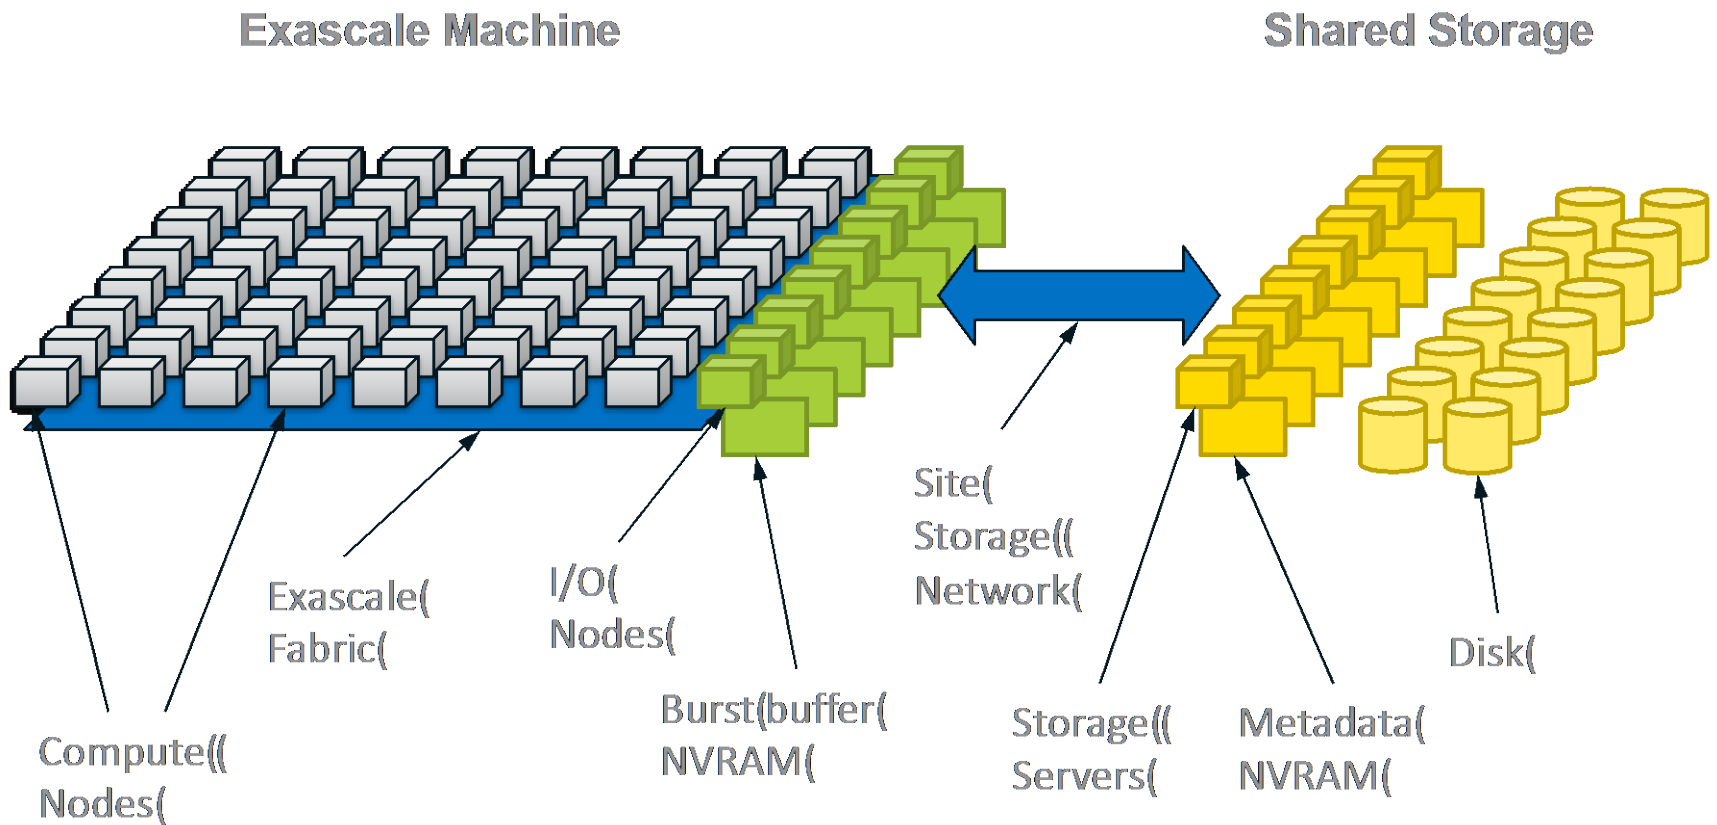 Exascale Machine
Shared Storage
Site(
Storage((
Network(
Exascale(
Fabric(
I/O(
Nodes(
Disk(
Burst(buffer(
NVRAM(
Storage((
Servers(
Metadata(
NVRAM(
Compute((
Nodes(